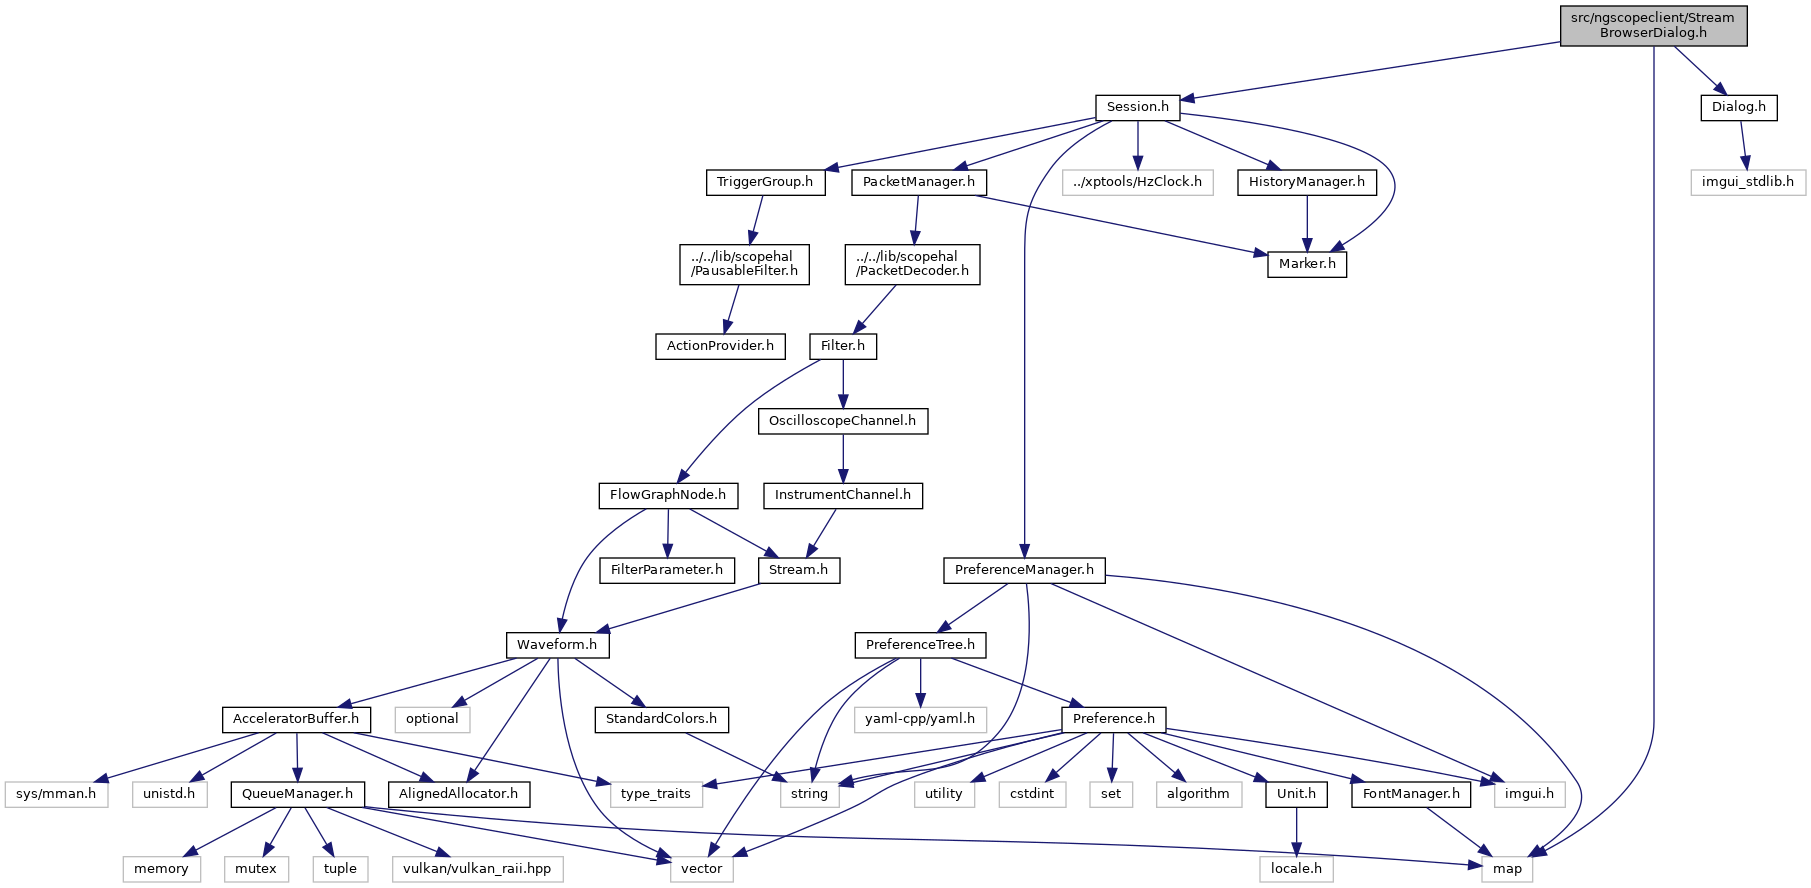 src/ngscopeclient/Stream
BrowserDialog.h
Session.h
Dialog.h
TriggerGroup.h
PacketManager.h
../xptools/HzClock.h
HistoryManager.h
imgui_stdlib.h
../../lib/scopehal
/PausableFilter.h
../../lib/scopehal
/PacketDecoder.h
Marker.h
ActionProvider.h
Filter.h
OscilloscopeChannel.h
FlowGraphNode.h
InstrumentChannel.h
FilterParameter.h
Stream.h
PreferenceManager.h
Waveform.h
PreferenceTree.h
AcceleratorBuffer.h
optional
StandardColors.h
yaml-cpp/yaml.h
Preference.h
sys/mman.h
unistd.h
QueueManager.h
AlignedAllocator.h
type_traits
string
utility
cstdint
set
algorithm
Unit.h
FontManager.h
imgui.h
memory
mutex
tuple
vulkan/vulkan_raii.hpp
vector
locale.h
map